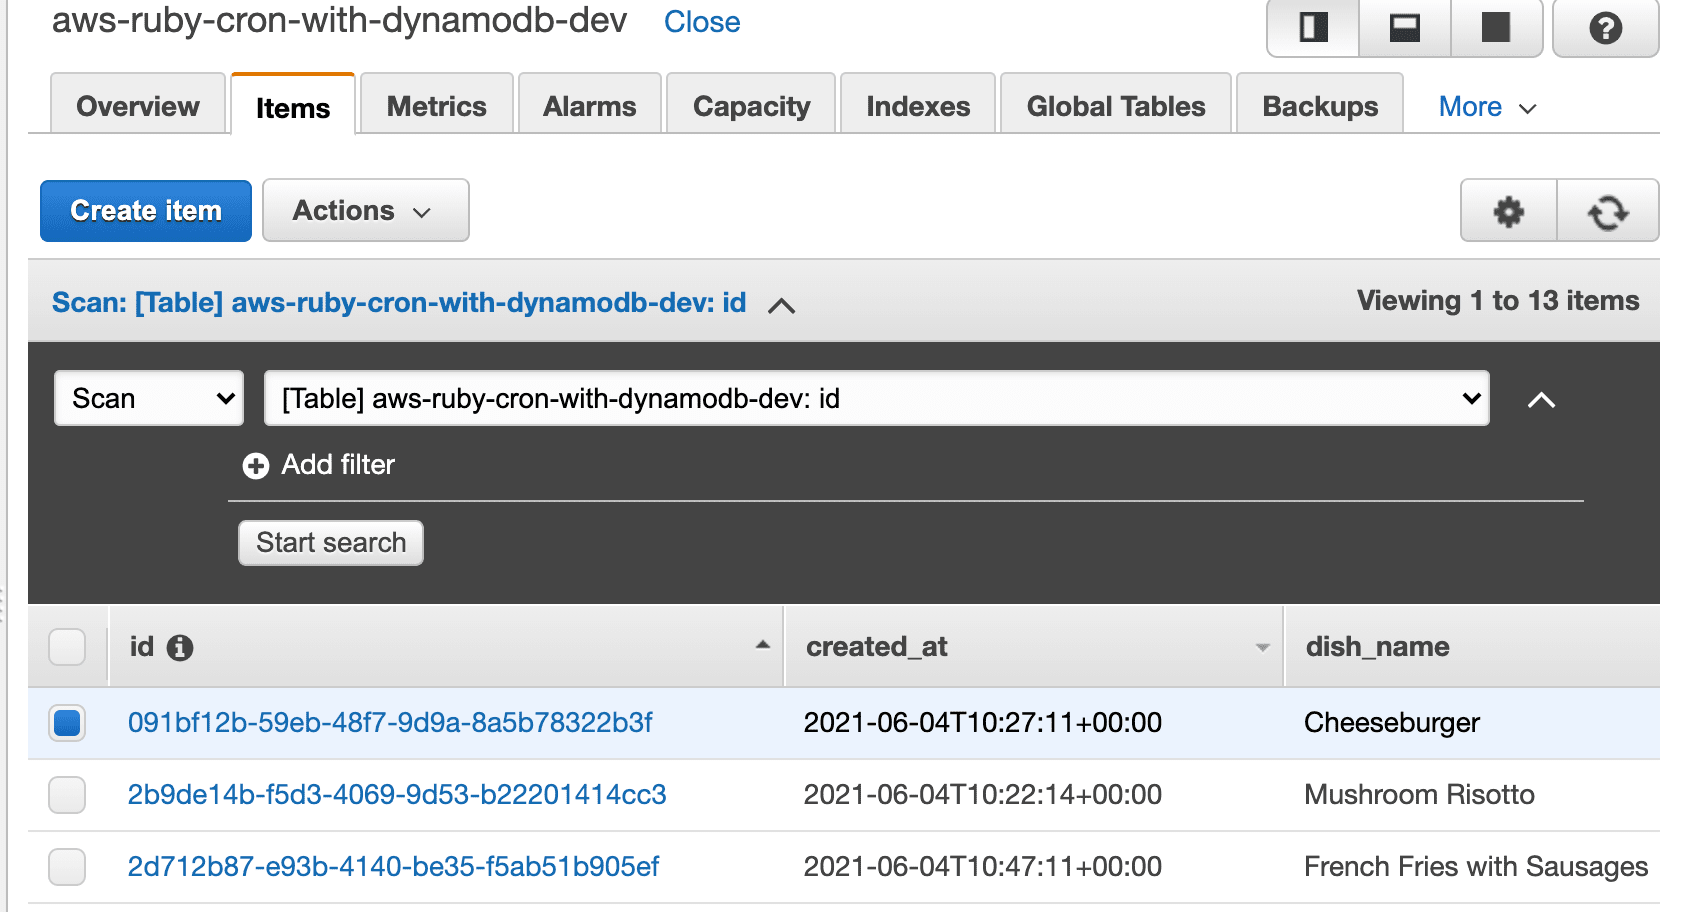 aws-ruby-cron-with-dynamodb-dev Close
Overview Items Metrics Alarms Capacity Indexes Global Tables Backups More
Create item Actions
Scan: [Table] aws-ruby-cron-with-dynamodb-dev: id Viewing 1 to 13 items
Scan [Table] aws-ruby-cron-with-dynamodb-dev: id
Add filter
Start search
id created_at dish_name
091bf12b-59eb-48f7-9d9a-8a5b78322b3f 2021-06-04T10:27:11+00:00 Cheeseburger
2b9de14b-f5d3-4069-9d53-b22201414cc3 2021-06-04T10:22:14+00:00 Mushroom Risotto
2d712b87-e93b-4140-be35-f5ab51b905ef 2021-06-04T10:47:11+00:00 French Fries with Sausages